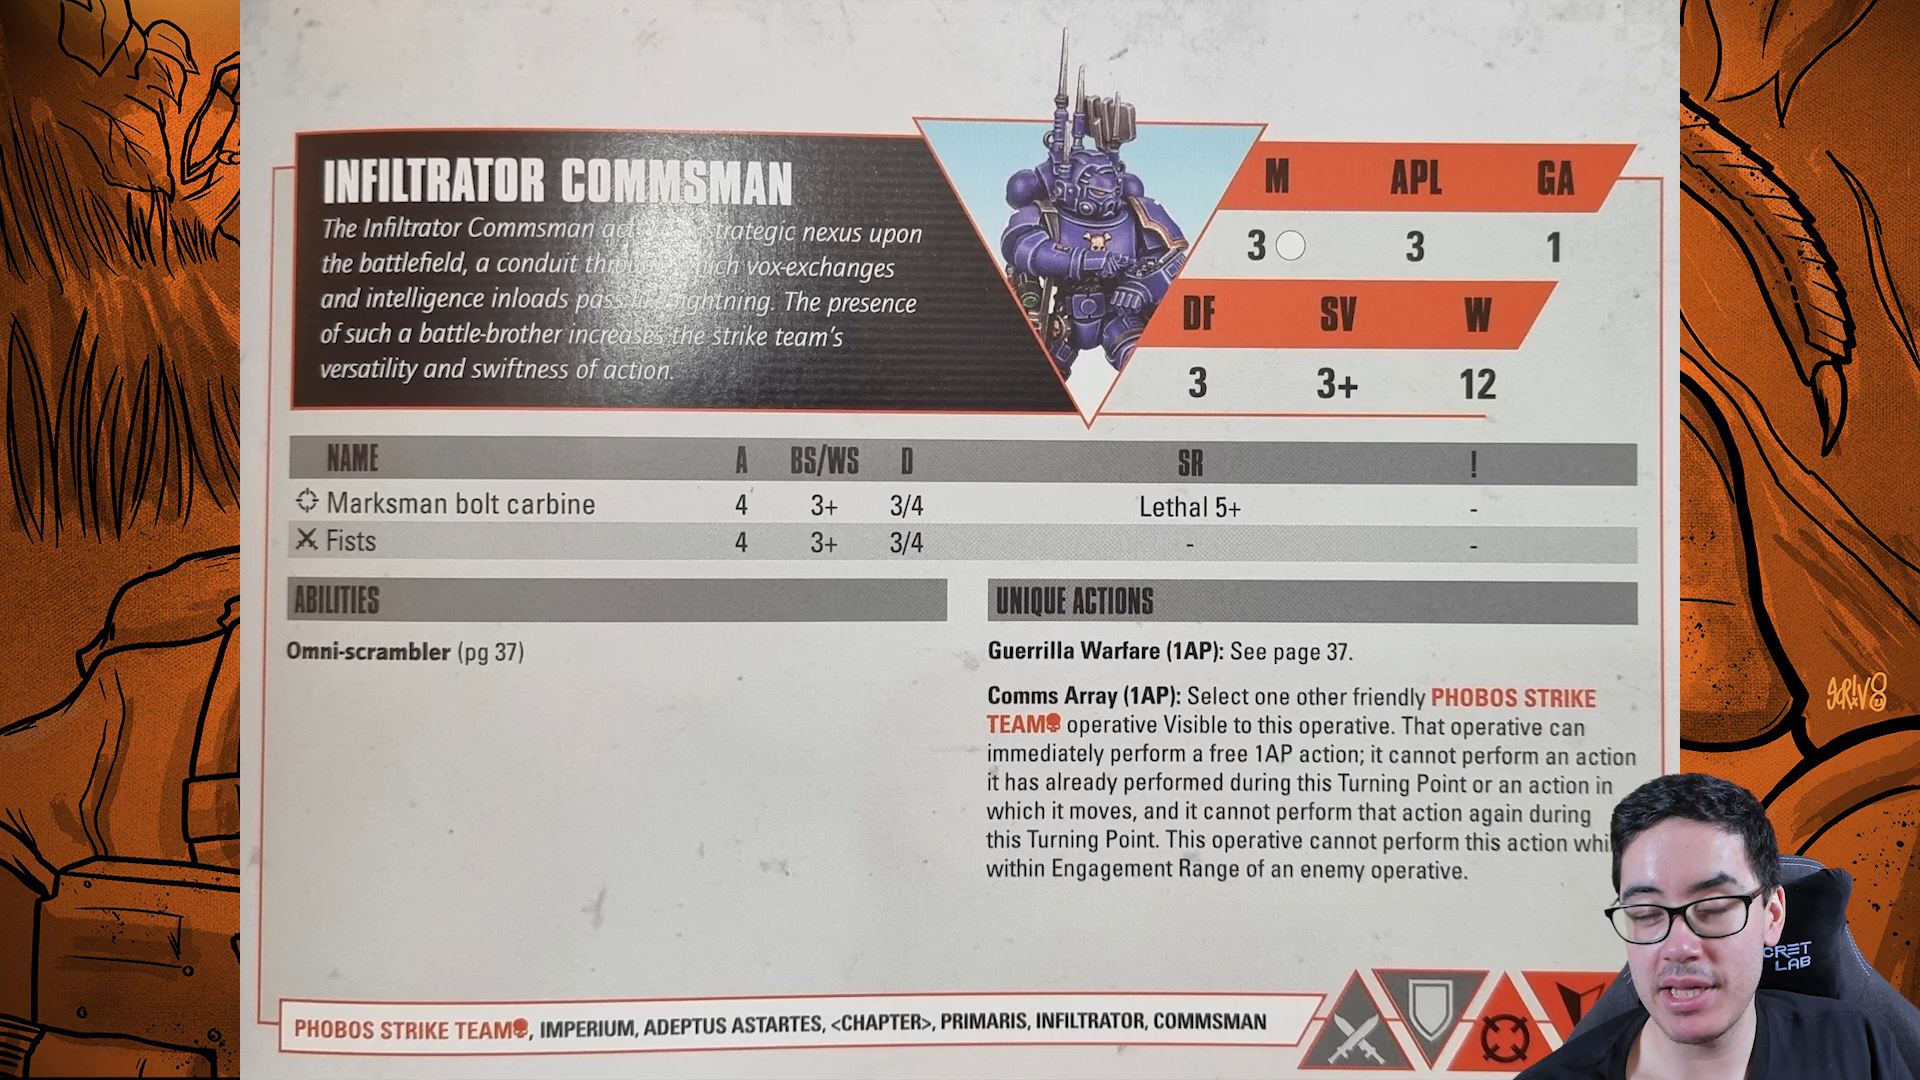 INFILTRATOR COMMSMAN
The Infiltrator Commsman strategic nexus upon
the battlefield, a conduit vox-exchanges
and intelligence inloads lightning. The presence
of such a battle-brother increases the strike team's
versatility and swiftness of action.
M APL GA
3 3 1
DF SV W
3 3+ 12
NAME A BS/WS D SR !
Marksman bolt carbine 4 3+ 3/4 Lethal 5+ -
Fists 4 3+ 3/4 - -
ABILITIES
Omni-scrambler (pg 37)
UNIQUE ACTIONS
Guerrilla Warfare (1AP): See page 37.
Comms Array (1AP): Select one other friendly PHOBOS STRIKE
TEAM operative Visible to this operative. That operative can
immediately perform a free 1AP action; it cannot perform an action
it has already performed during this Turning Point or an action in
which it moves, and it cannot perform that action again during
this Turning Point. This operative cannot perform this action
within Engagement Range of an enemy operative.
PHOBOS STRIKE TEAM, IMPERIUM, ADEPTUS ASTARTES, <CHAPTER>, PRIMARIS, INFILTRATOR, COMMSMAN
CRET
LAB